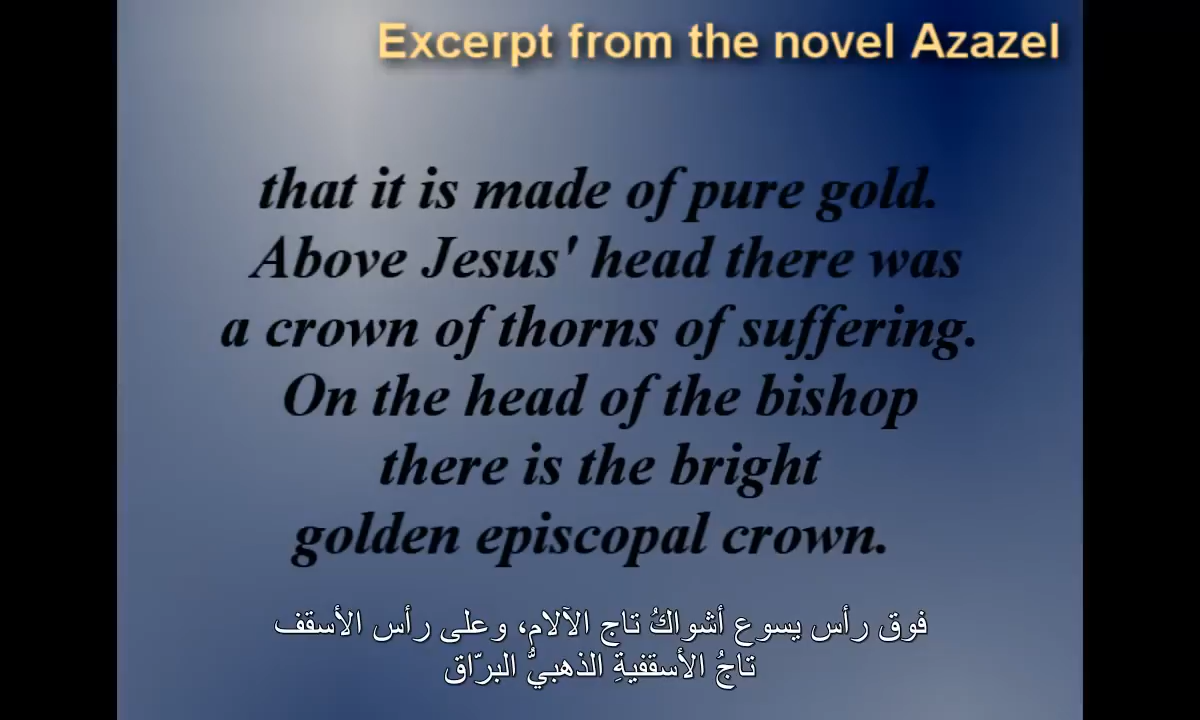 Excerpt from the novel Azazel
that it is made of pure gold.
Above Jesus' head there was
a crown of thorns of suffering.
On the head of the bishop
there is the bright
golden episcopal crown.
فوق رأس يسوع أشواكُ تاج الآلام، وعلى رأس الأسقف
تاجُ الأسقفيةِ الذهبيُّ البرّاق